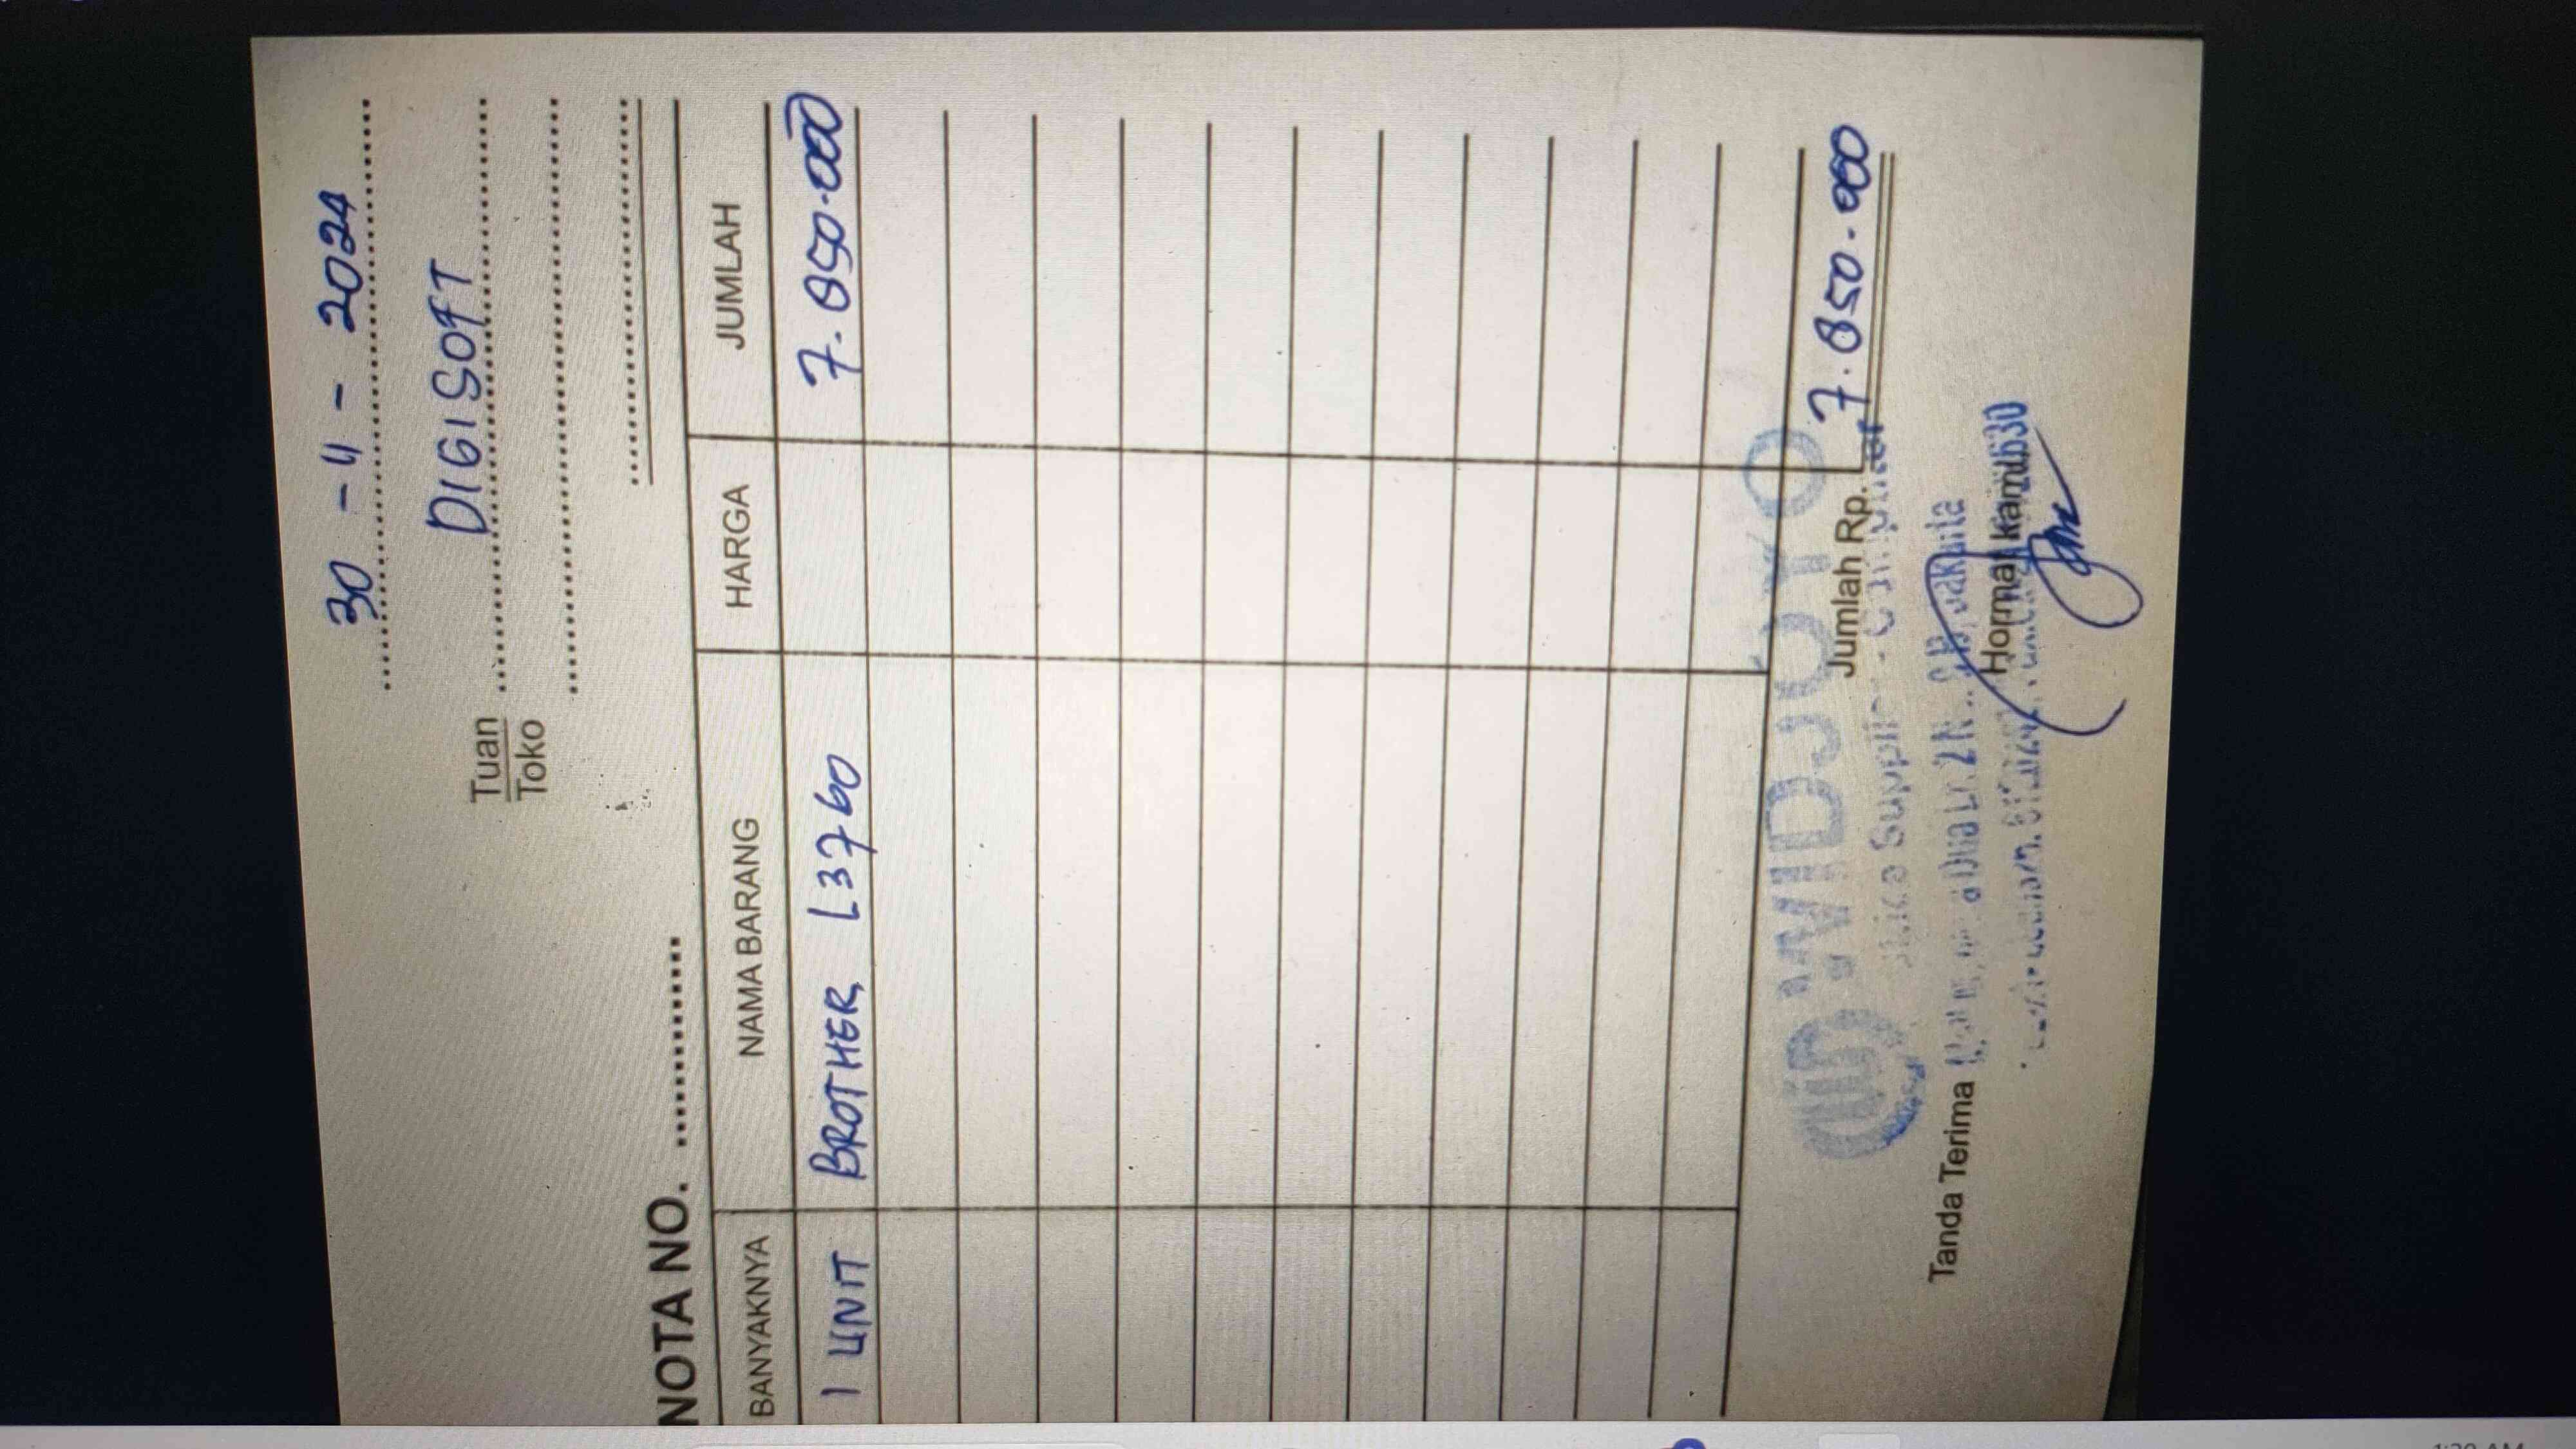 30 - 11 - 2024
Tuan DIGISOFT
Toko
NOTA NO.
BANYAKNYA NAMA BARANG HARGA JUMLAH
1 UNIT BROTHER L3760 7.850.000
WIDJOYO
Jumlah Rp. 7.850.000
Tanda Terima
Hormat kami